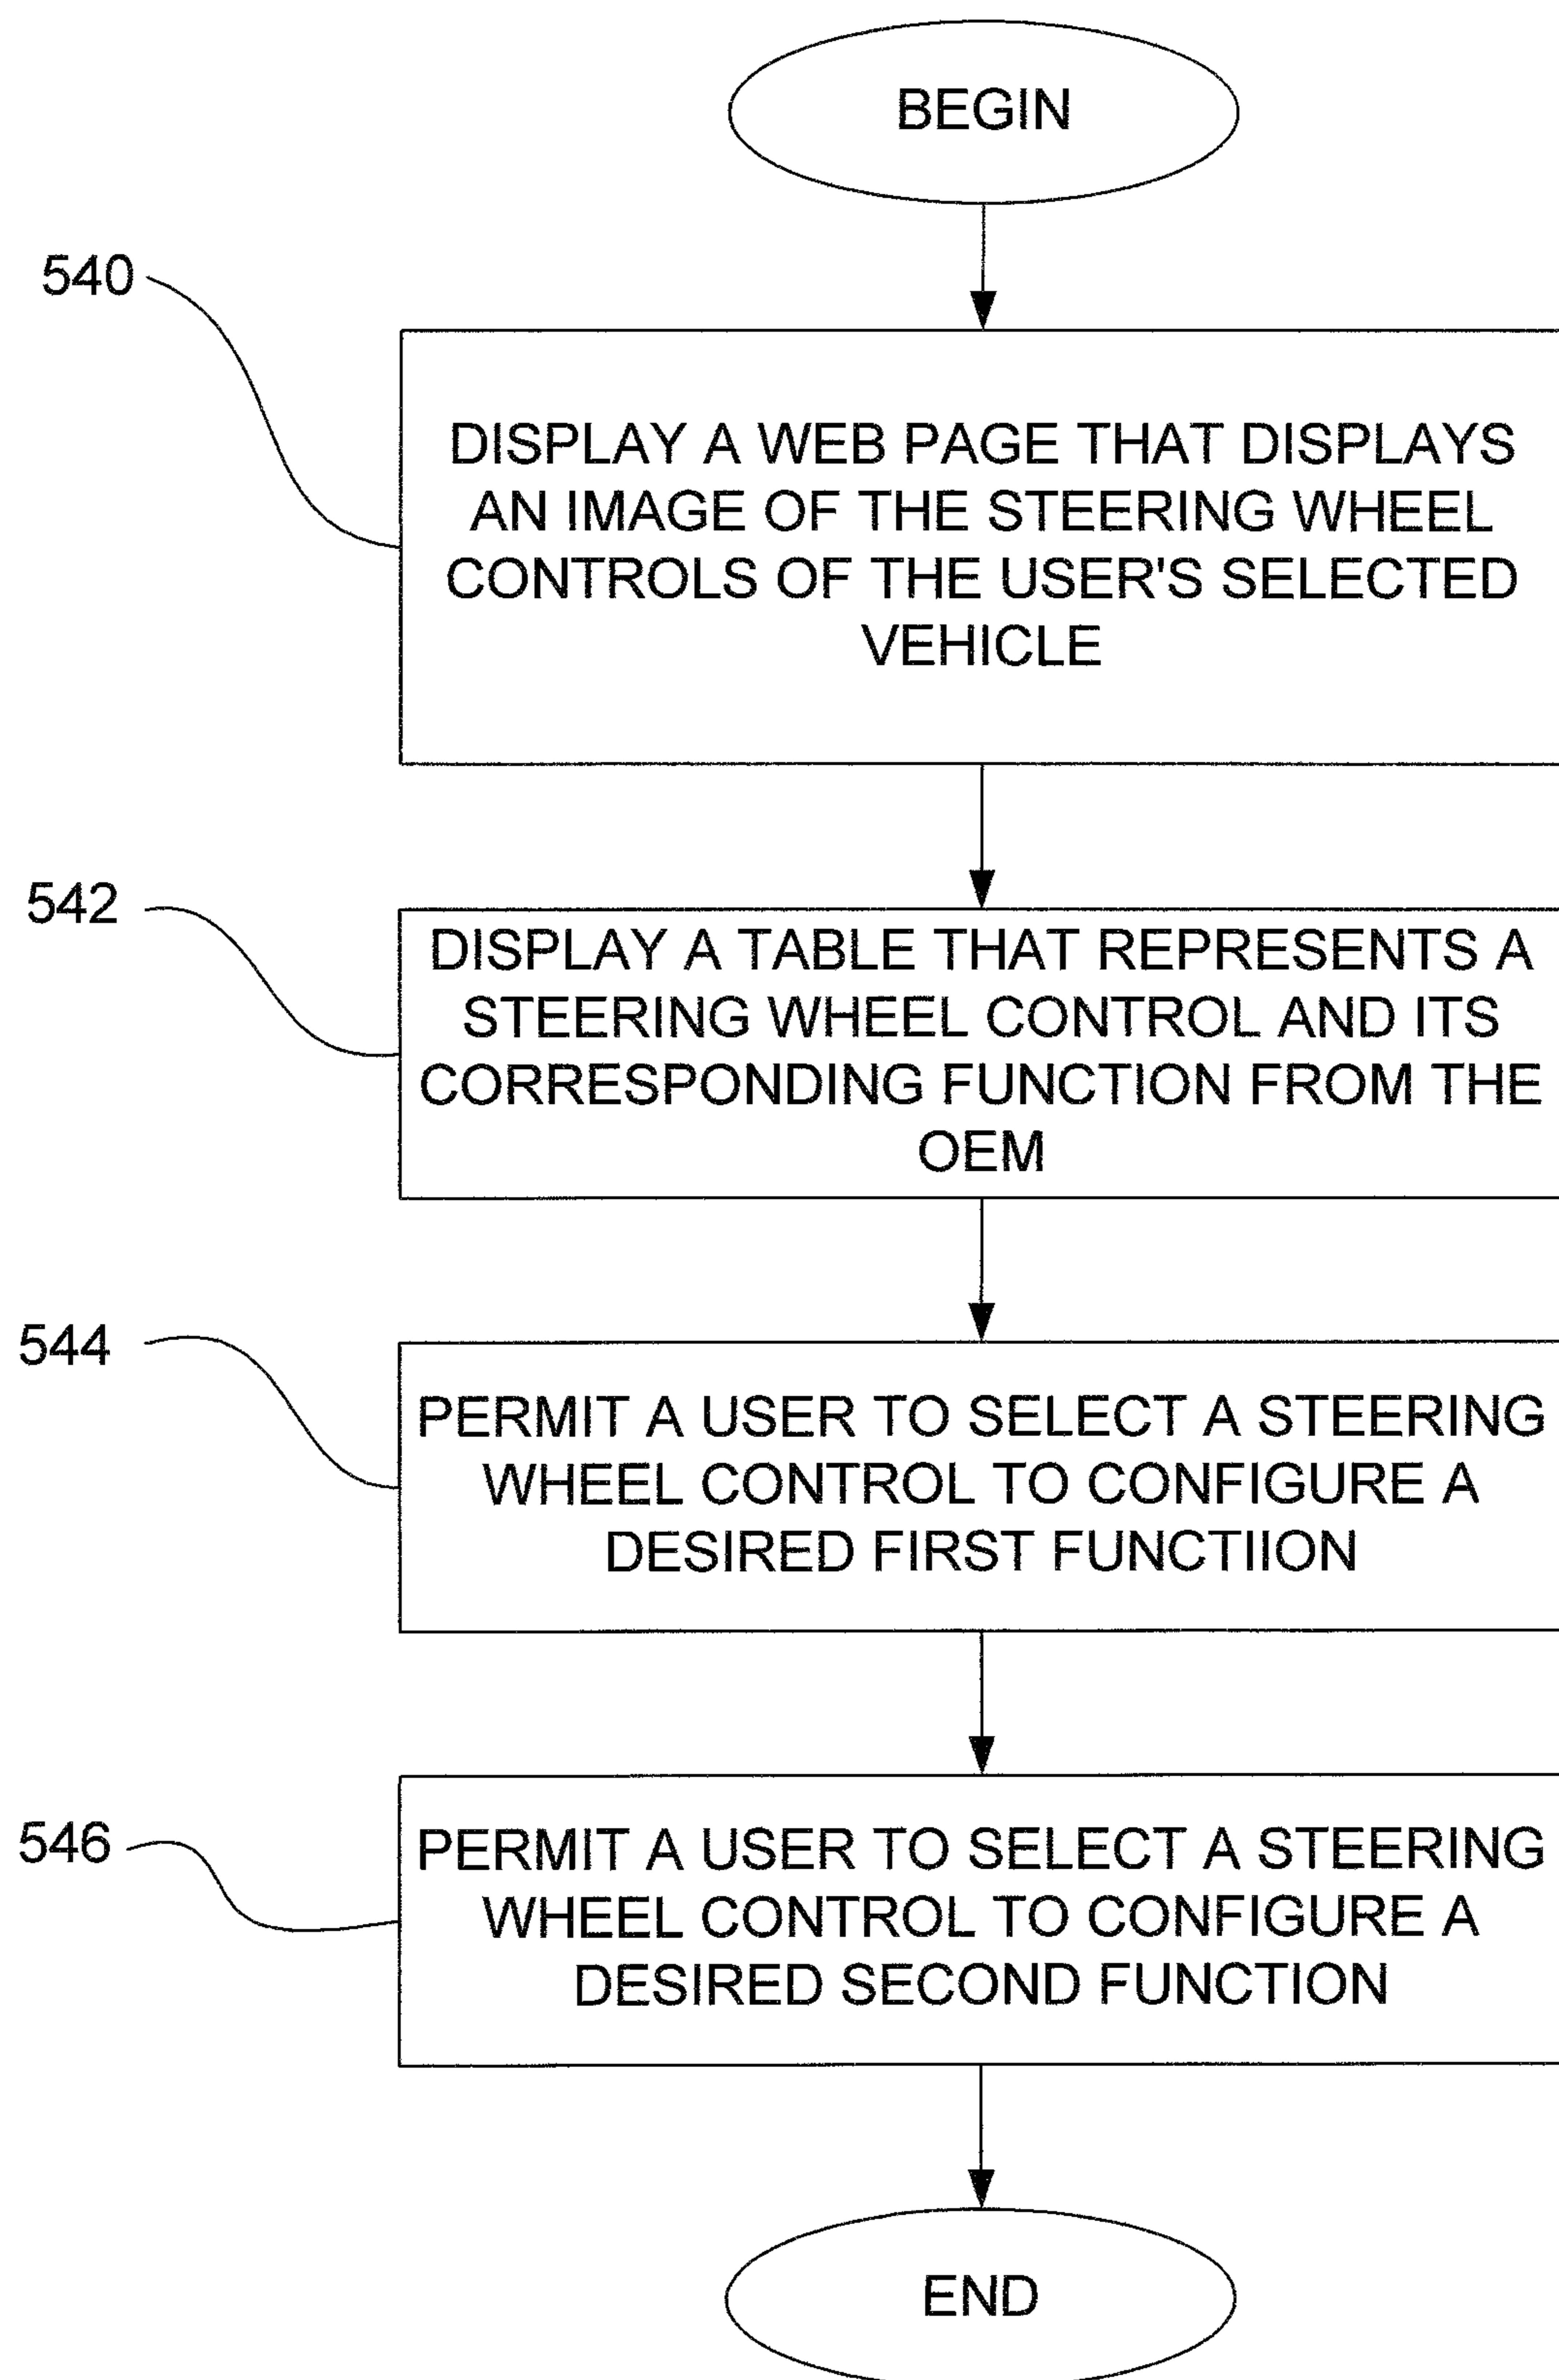 BEGIN
540
DISPLAY A WEB PAGE THAT DISPLAYS
AN IMAGE OF THE STEERING WHEEL
CONTROLS OF THE USER'S SELECTED
VEHICLE
542
DISPLAY A TABLE THAT REPRESENTS A
STEERING WHEEL CONTROL AND ITS
CORRESPONDING FUNCTION FROM THE
OEM
544
PERMIT A USER TO SELECT A STEERING
WHEEL CONTROL TO CONFIGURE A
DESIRED FIRST FUNCTIION
546
PERMIT A USER TO SELECT A STEERING
WHEEL CONTROL TO CONFIGURE A
DESIRED SECOND FUNCTION
END